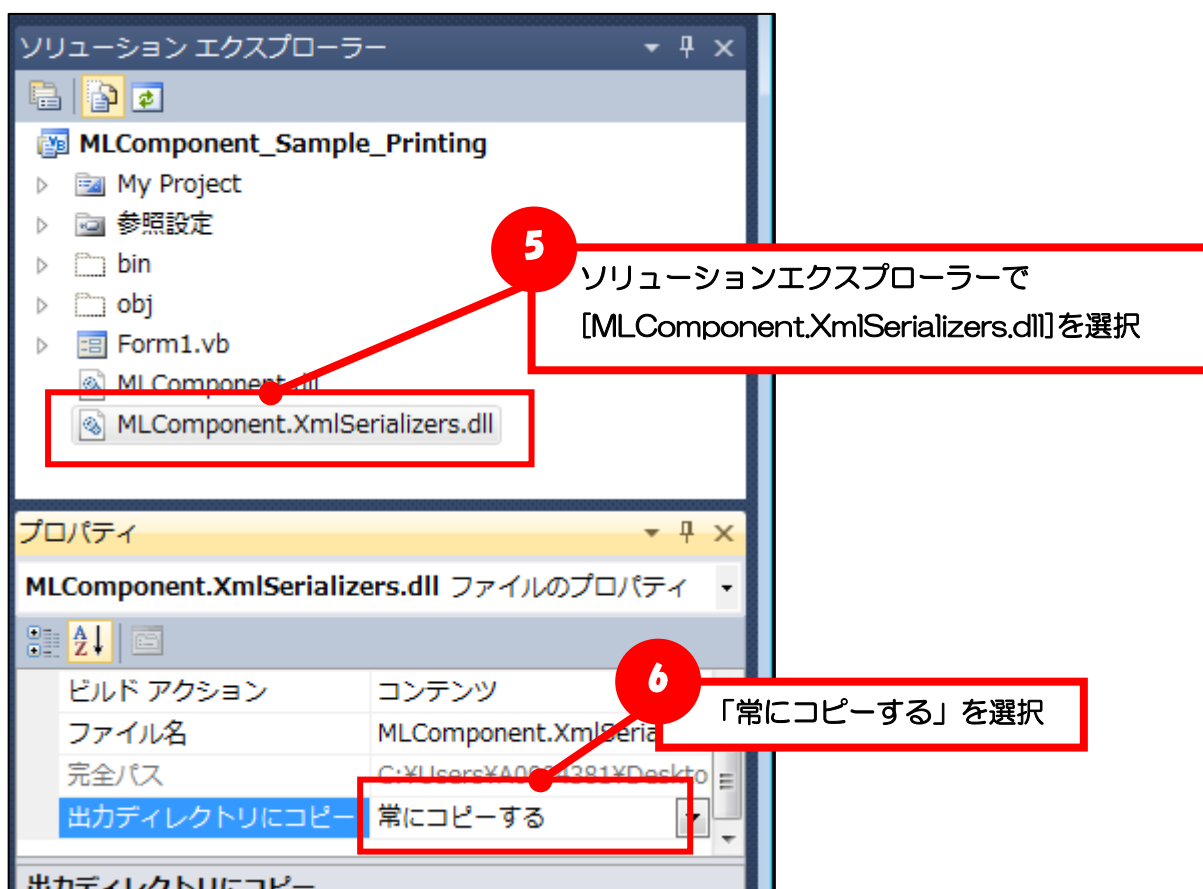 ソリューション エクスプローラー
MLComponent_Sample_Printing
My Project
参照設定
bin
obj
Form1.vb
MLComponent.dll
MLComponent.XmlSerializers.dll
5
ソリューションエクスプローラーで
[MLComponent.XmlSerializers.dll]を選択
プロパティ
MLComponent.XmlSerializers.dll ファイルのプロパティ
ビルド アクション コンテンツ
ファイル名 MLComponent.XmlSeria
完全パス C:¥Users¥A0024381¥Deskto
出力ディレクトリにコピー 常にコピーする
6
「常にコピーする」を選択
出力ディレクトリにコピー